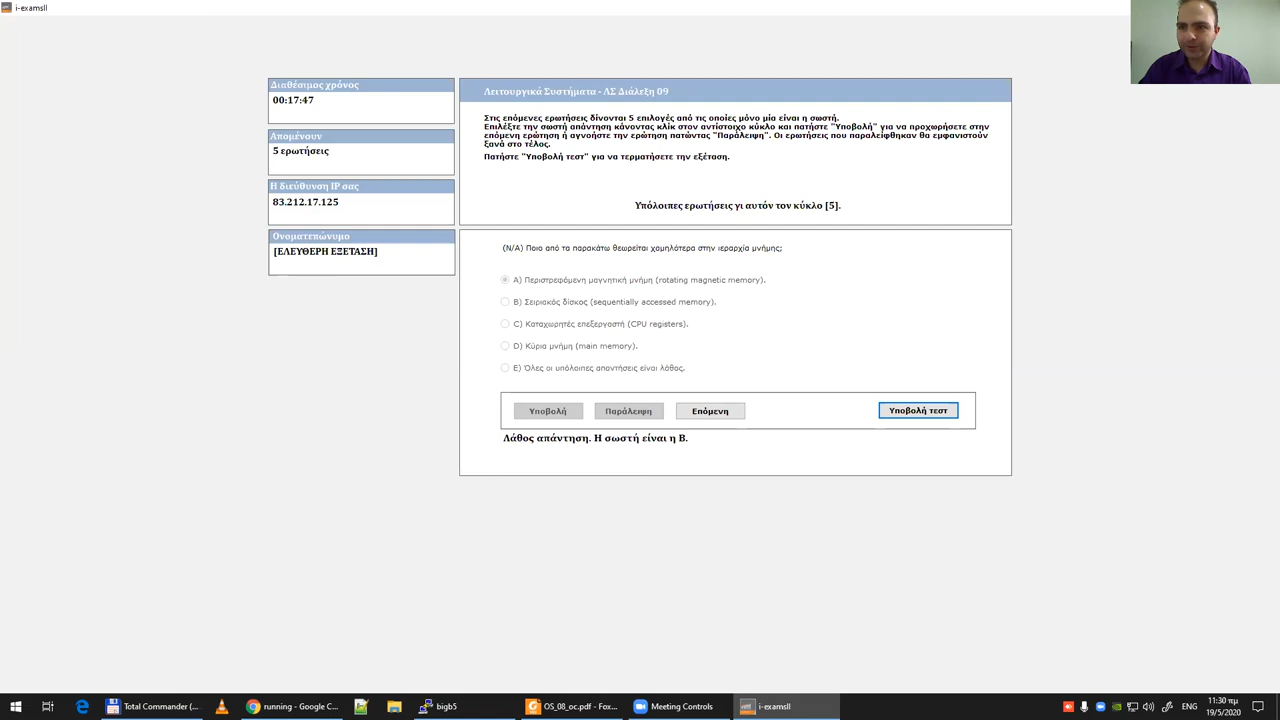 i-examsll
Διαθέσιμος χρόνος
00:17:47
Απομένουν
5 ερωτήσεις
Η διεύθυνση IP σας
83.212.17.125
Ονοματεπώνυμο
[ΕΛΕΥΘΕΡΗ ΕΞΕΤΑΣΗ]
Λειτουργικά Συστήματα - ΛΣ Διάλεξη 09
Στις επόμενες ερωτήσεις δίνονται 5 επιλογές από τις οποίες μόνο μία είναι η σωστή.
Επιλέξτε την σωστή απάντηση κάνοντας κλίκ στον αντίστοιχο κύκλο και πατήστε "Υποβολή" για να προχωρήσετε στην
επόμενη ερώτηση ή αγνοήστε την ερώτηση πατώντας "Παράλειψη". Οι ερωτήσεις που παραλείφθηκαν θα εμφανιστούν
ξανά στο τέλος.
Πατήστε "Υποβολή τεστ" για να τερματήσετε την εξέταση.
Υπόλοιπες ερωτήσεις γι αυτόν τον κύκλο [5].
(N/A) Ποιο από τα παρακάτω θεωρείται χαμηλότερα στην ιεραρχία μνήμης;
A) Περιστρεφόμενη μαγνητική μνήμη (rotating magnetic memory).
B) Σειριακός δίσκος (sequentially accessed memory).
C) Καταχωρητές επεξεργαστή (CPU registers).
D) Κύρια μνήμη (main memory).
E) Όλες οι υπόλοιπες απαντήσεις είναι λάθος.
Υποβολή Παράλειψη Επόμενη Υποβολή τεστ
Λάθος απάντηση. Η σωστή είναι η B.
Total Commander (... running - Google C... bigb5 OS_08_oc.pdf - Fox... Meeting Controls i-examsll ENG 11:30 πμ
19/5/2020